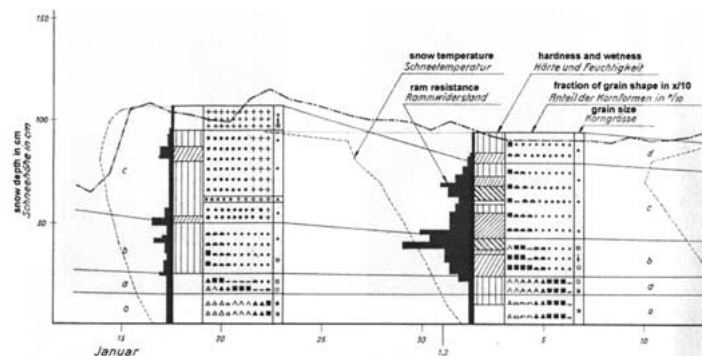 150
snow temperature
Schneetemperatur
hardness and wetness
Härte und Feuchtigkeit
ram resistance
Rammwiderstand
fraction of grain shape in x/10
Anteil der Kornformen in x/10
grain size
Korngrösse
100
snow depth in cm
Schneehöhe in cm
d
c
c
50
b
b
a
a
o
o
0
15
20
25
30
1.2
5
10
Januar